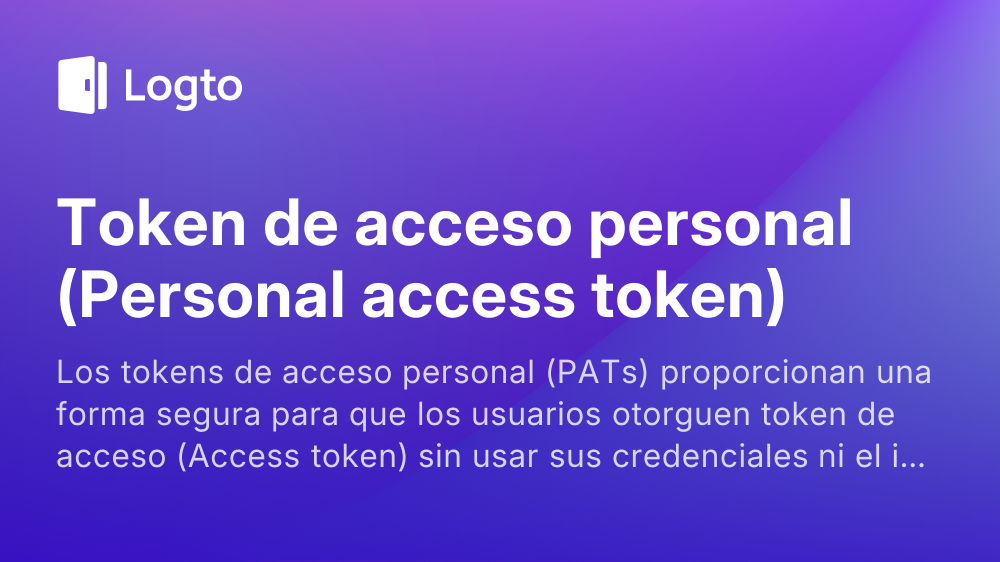 Logto
Token de acceso personal
(Personal access token)
Los tokens de acceso personal (PATs) proporcionan una
forma segura para que los usuarios otorguen token de
acceso (Access token) sin usar sus credenciales ni el i...